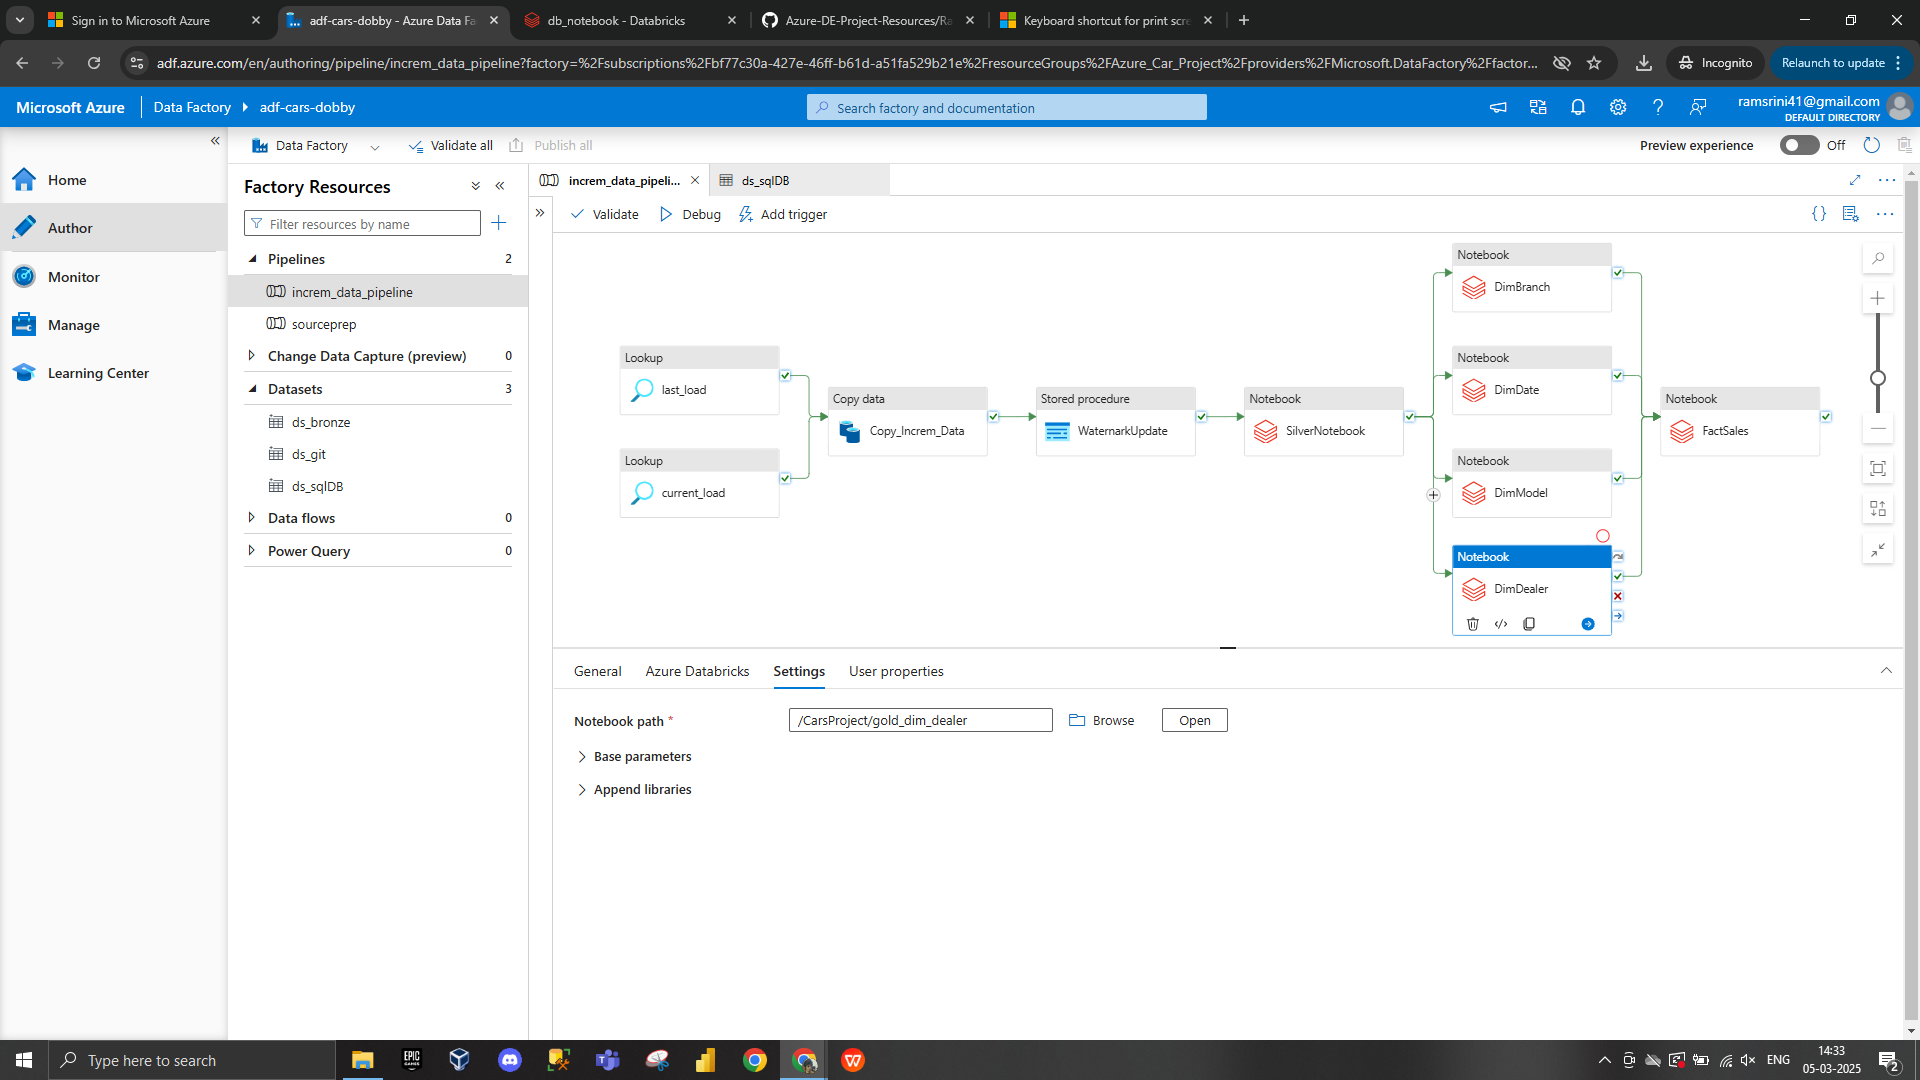 Sign in to Microsoft Azure
adf-cars-dobby - Azure Data Fa
db_notebook - Databricks
Azure-DE-Project-Resources/Ra
Keyboard shortcut for print scre
adf.azure.com/en/authoring/pipeline/increm_data_pipeline?factory=%2Fsubscriptions%2Fbf77c30a-427e-46ff-b61d-a51fa529b21e%2FresourceGroups%2FAzure_Car_Project%2Fproviders%2FMicrosoft.DataFactory%2Ffactor...
Incognito
Relaunch to update
Microsoft Azure
Data Factory
adf-cars-dobby
Search factory and documentation
ramsrini41@gmail.com
DEFAULT DIRECTORY
Data Factory
Validate all
Publish all
Preview experience
Off
Home
Author
Monitor
Manage
Learning Center
Factory Resources
Filter resources by name
Pipelines 2
increm_data_pipeline
sourceprep
Change Data Capture (preview) 0
Datasets 3
ds_bronze
ds_git
ds_sqlDB
Data flows 0
Power Query 0
increm_data_pipeli...
ds_sqlDB
Validate
Debug
Add trigger
Lookup
last_load
Lookup
current_load
Copy data
Copy_Increm_Data
Stored procedure
WaternarkUpdate
Notebook
SilverNotebook
Notebook
DimBranch
Notebook
DimDate
Notebook
DimModel
Notebook
DimDealer
Notebook
FactSales
General
Azure Databricks
Settings
User properties
Notebook path *
/CarsProject/gold_dim_dealer
Browse
Open
Base parameters
Append libraries
Type here to search
EPIC
GAMES
ENG
14:33
05-03-2025
2